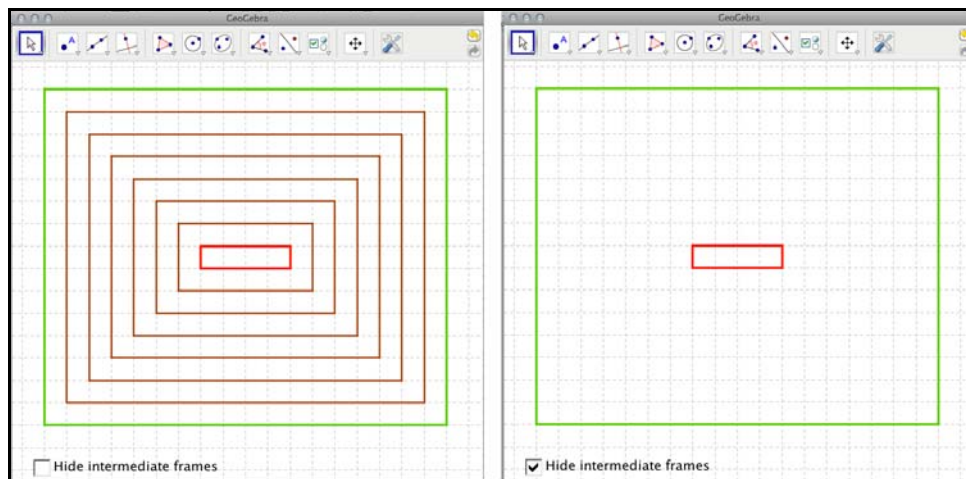 GeoGebra
A
Hide intermediate frames
GeoGebra
A
Hide intermediate frames